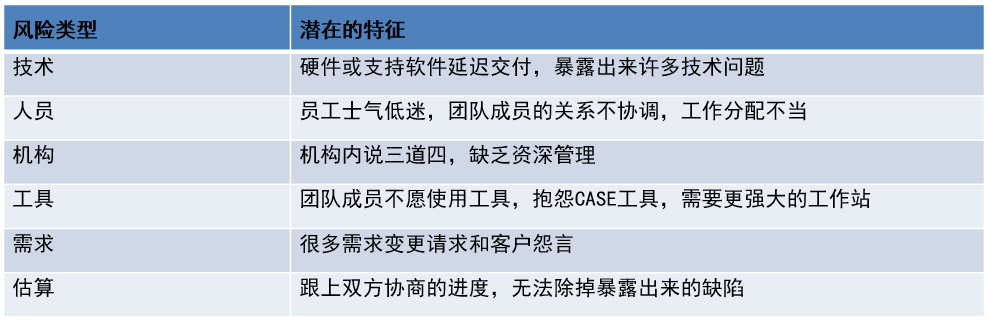 风险类型 潜在的特征
技术 硬件或支持软件延迟交付，暴露出来许多技术问题
人员 员工士气低迷，团队成员的关系不协调，工作分配不当
机构 机构内说三道四，缺乏资深管理
工具 团队成员不愿使用工具，抱怨CASE工具，需要更强大的工作站
需求 很多需求变更请求和客户怨言
估算 跟上双方协商的进度，无法除掉暴露出来的缺陷